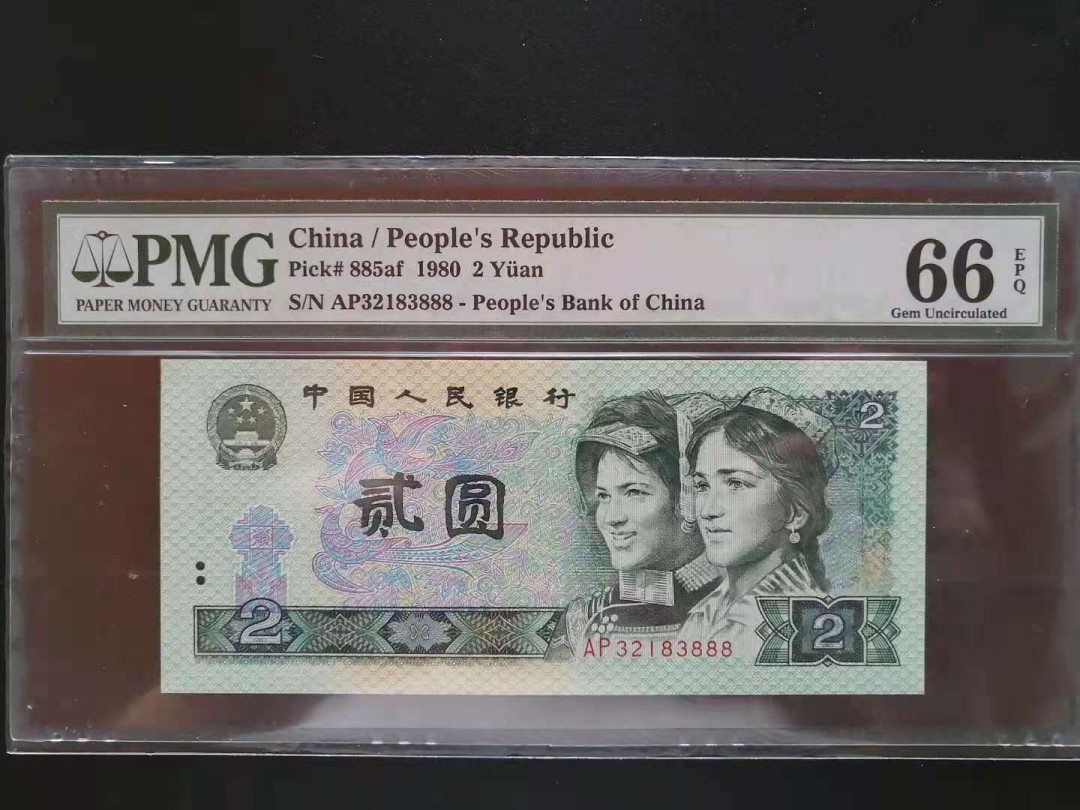 PMG
PAPER MONEY GUARANTY
China / People's Republic
Pick# 885af 1980 2 Yüan
S/N AP32183888 - People's Bank of China
66 EPQ
Gem Uncirculated
中国人民银行
2
贰圆
2
AP32183888
2